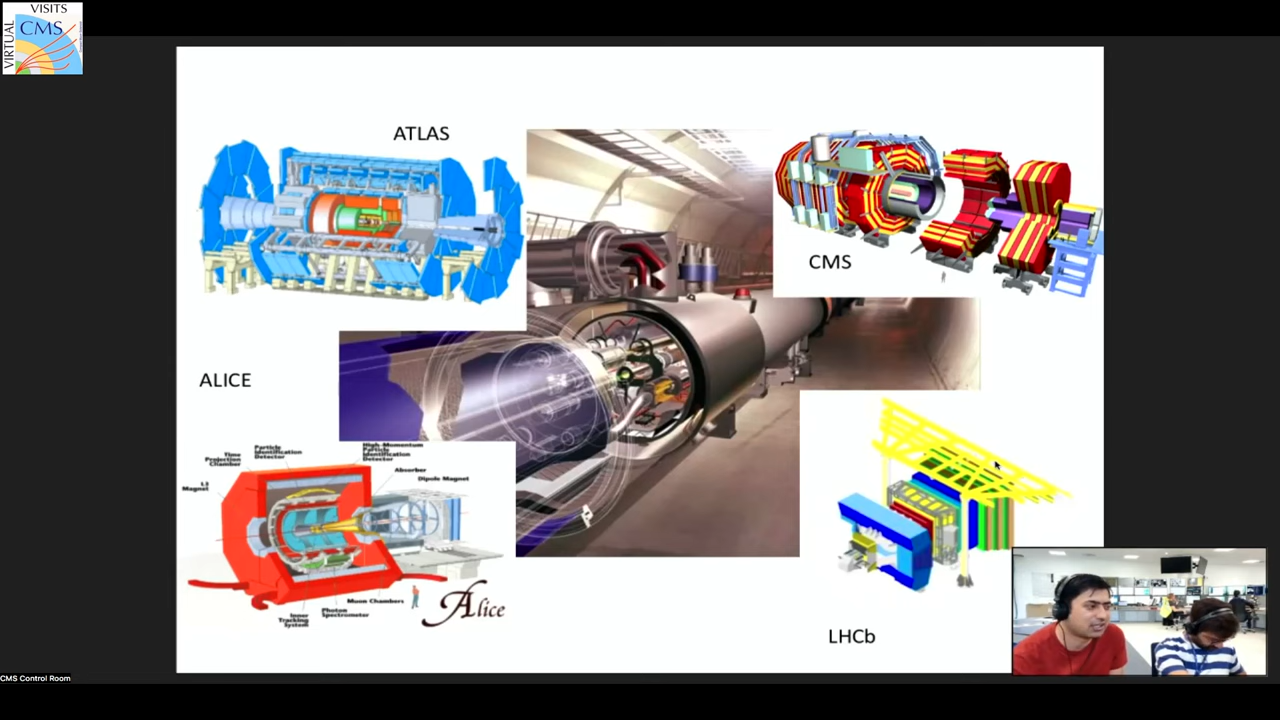 VISITS
VIRTUAL
CMS
ATLAS
CMS
ALICE
Time
Projection
Chamber
Particle
Identification
Detector
High-Momentum
Particle
Identification
Detector
L3
Magnet
Absorber
Dipole Magnet
Muon Chambers
Photon
Spectrometer
Inner
Tracking
System
Alice
LHCb
CMS Control Room